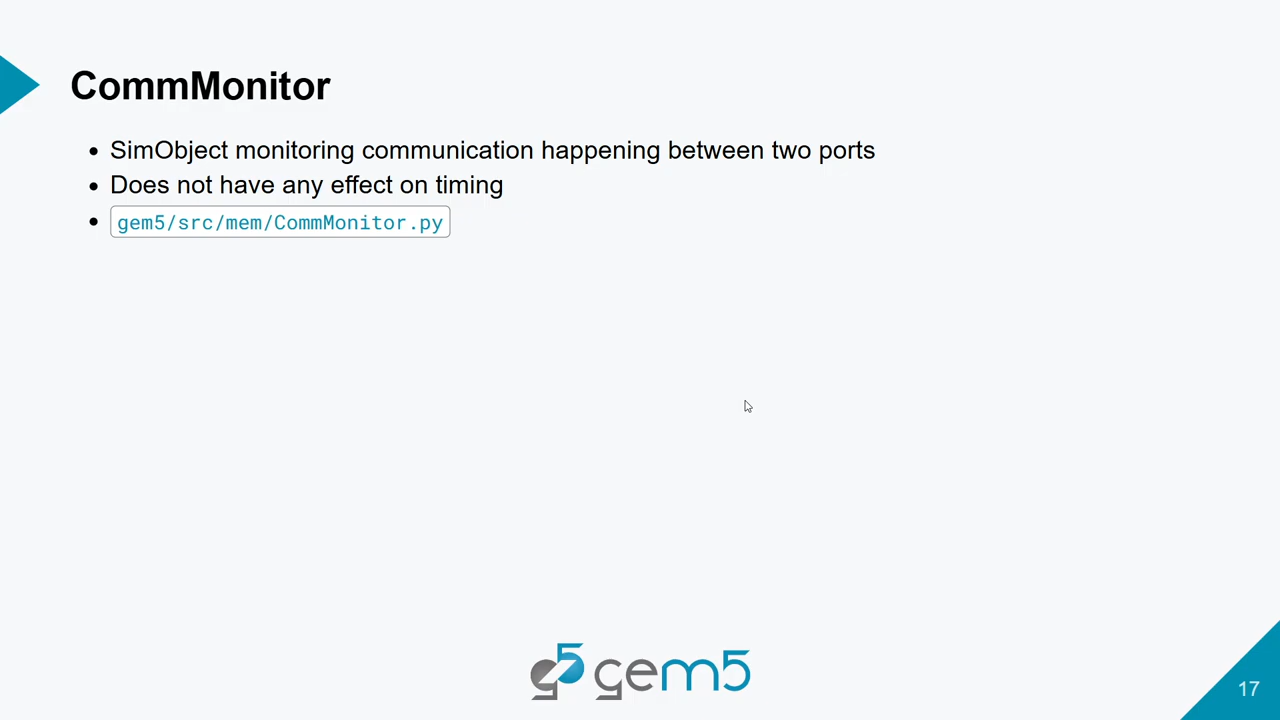 CommMonitor
• SimObject monitoring communication happening between two ports
• Does not have any effect on timing
• gem5/src/mem/CommMonitor.py
g5 gem5
17